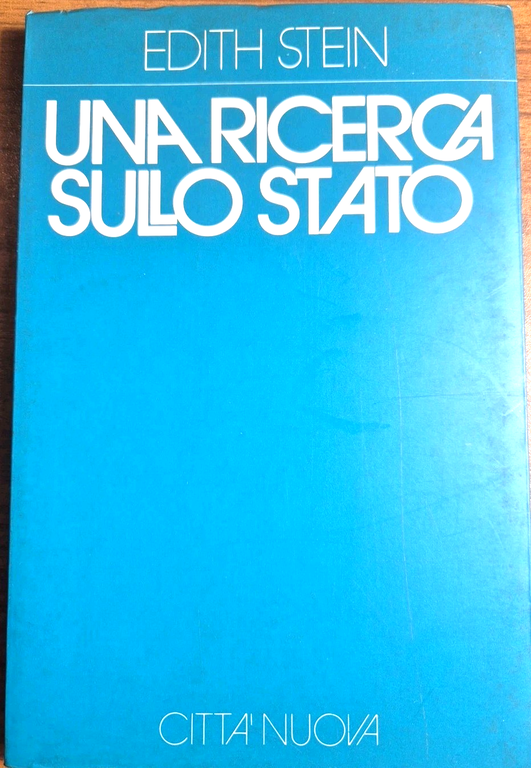 EDITH STEIN
UNA RICERCA
SULLO STATO
CITTA' NUOVA